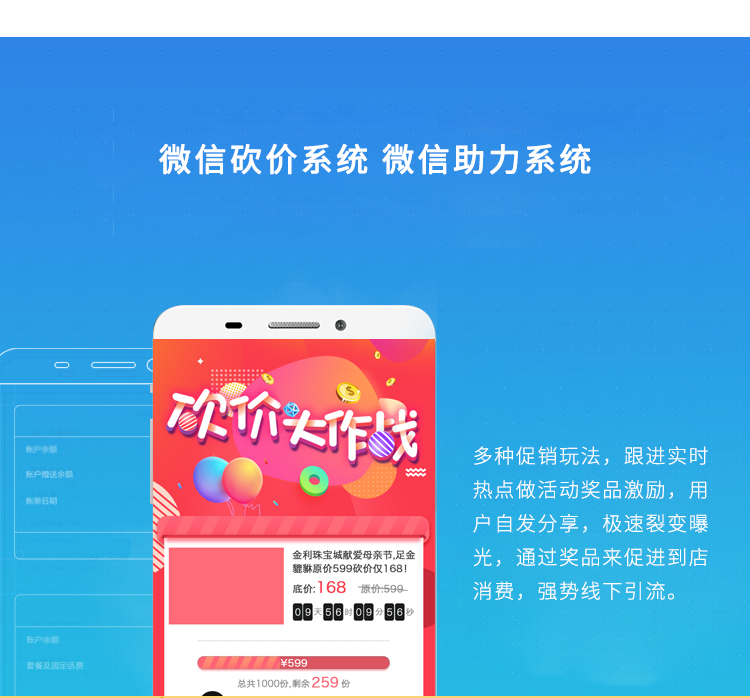 微信砍价系统 微信助力系统
砍价大作战
账户余额
账户赠送余额
账单日期
账户余额
套餐及固定话费
金利珠宝城献爱母亲节,足金
貔貅原价599砍价仅168!
底价:168 原价:599
09天56时09分56秒
¥599
总共1000份,剩余259份
多种促销玩法，跟进实时
热点做活动奖品激励，用
户自发分享，极速裂变曝
光，通过奖品来促进到店
消费，强势线下引流。